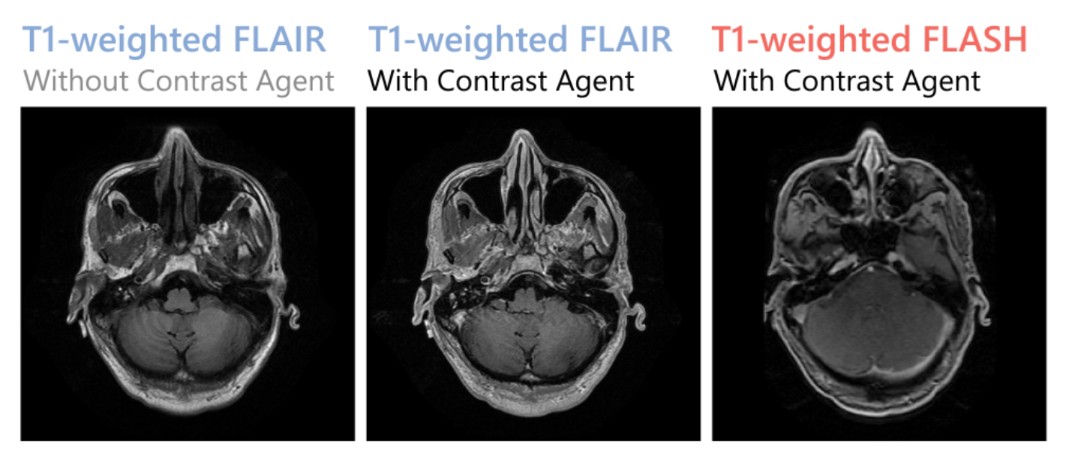 T1-weighted FLAIR
Without Contrast Agent
T1-weighted FLAIR
With Contrast Agent
T1-weighted FLASH
With Contrast Agent